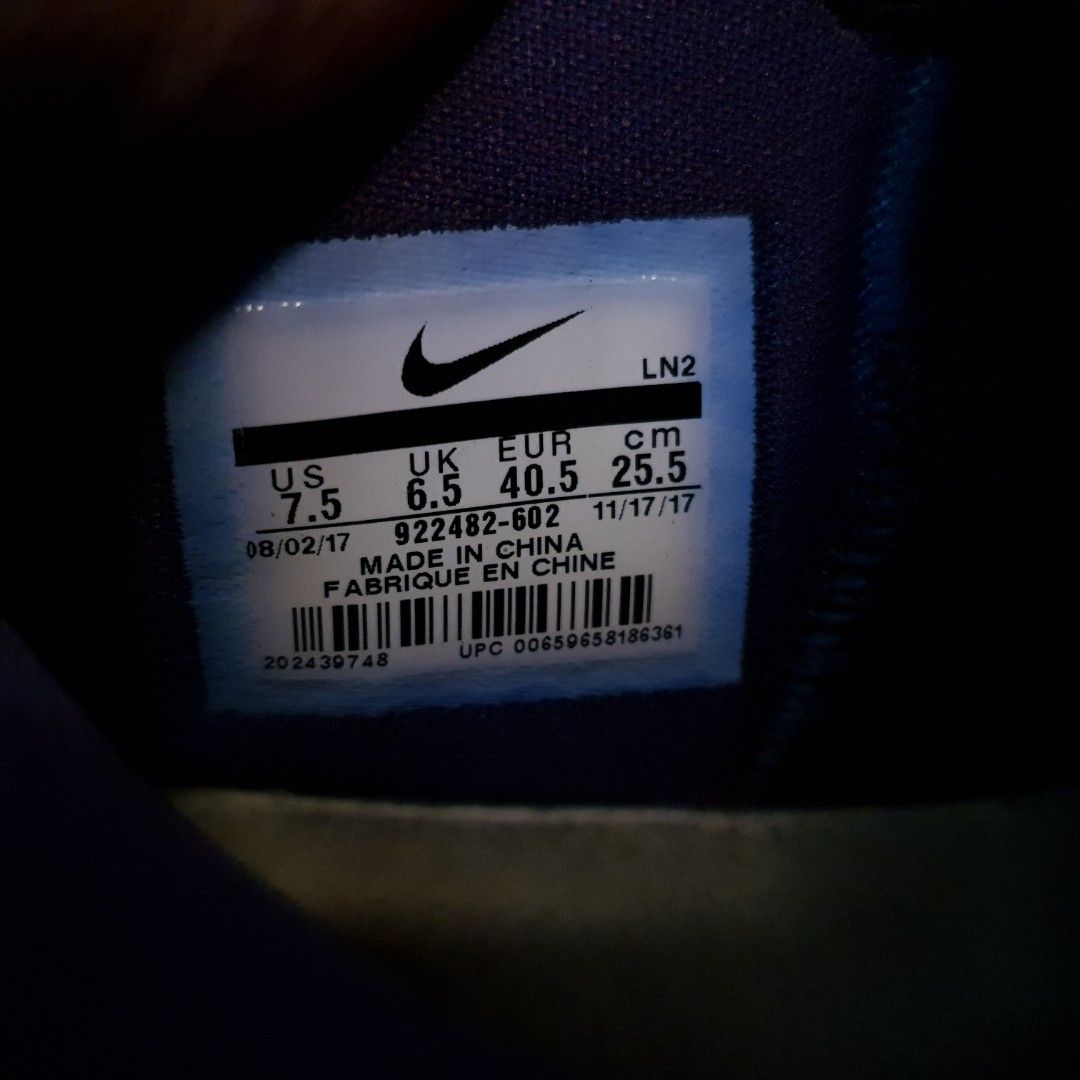 LN2
US UK EUR cm
7.5 6.5 40.5 25.5
08/02/17 922482-602 11/17/17
MADE IN CHINA
FABRIQUE EN CHINE
202439748 UPC 00659658186361